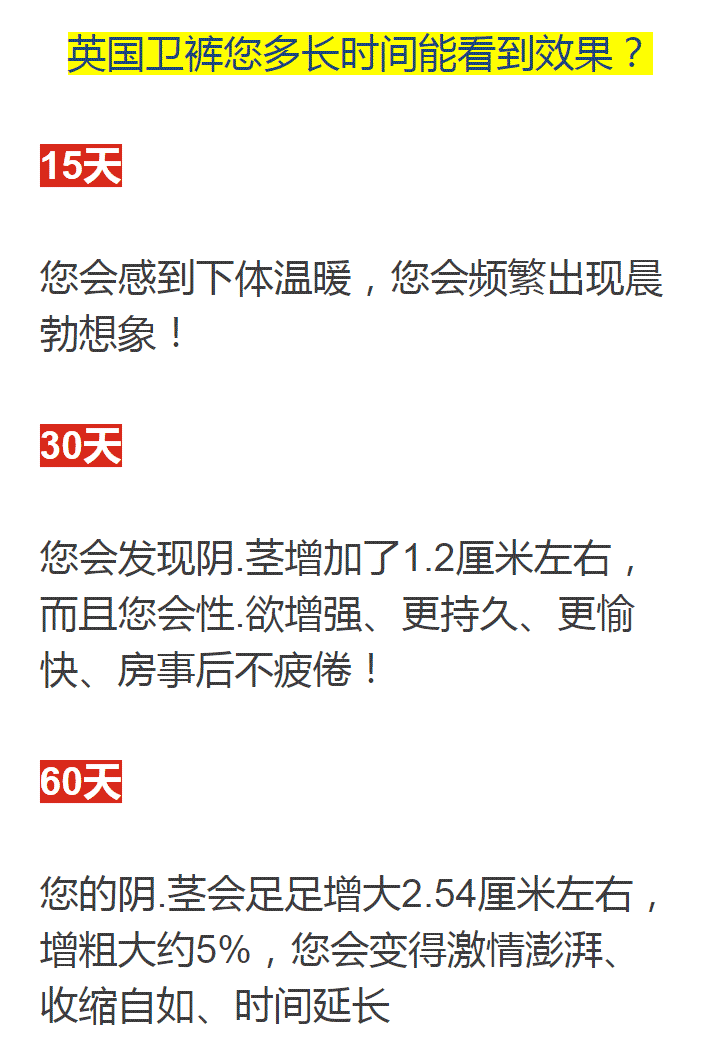 英国卫裤您多长时间能看到效果？
15天
您会感到下体温暖，您会频繁出现晨
勃想象！
30天
您会发现阴.茎增加了1.2厘米左右，
而且您会性.欲增强、更持久、更愉
快、房事后不疲倦！
60天
您的阴.茎会足足增大2.54厘米左右，
增粗大约5%，您会变得激情澎湃、
收缩自如、时间延长